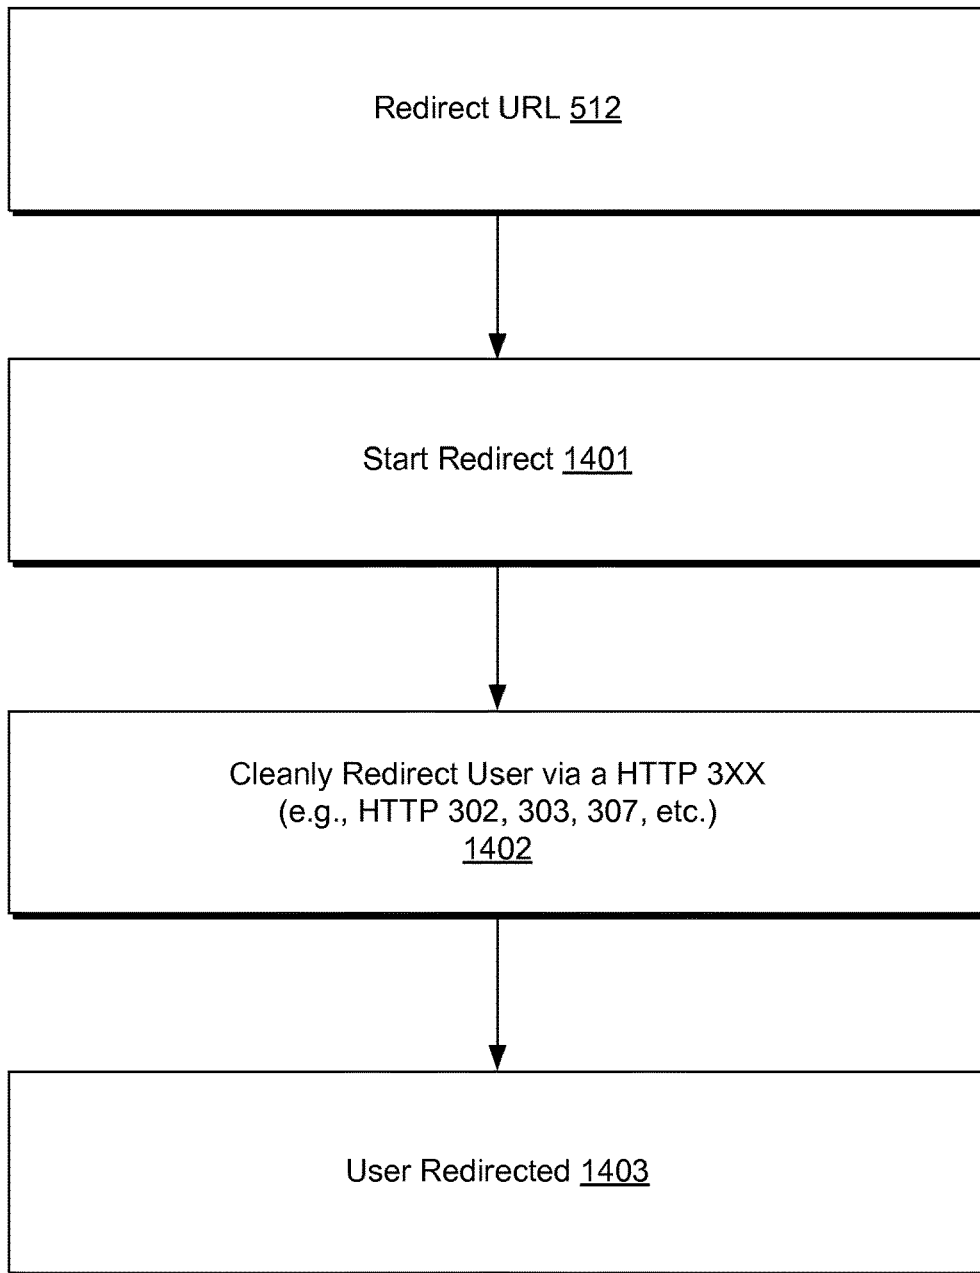 Redirect URL 512
Start Redirect 1401
Cleanly Redirect User via a HTTP 3XX
(e.g., HTTP 302, 303, 307, etc.)
1402
User Redirected 1403